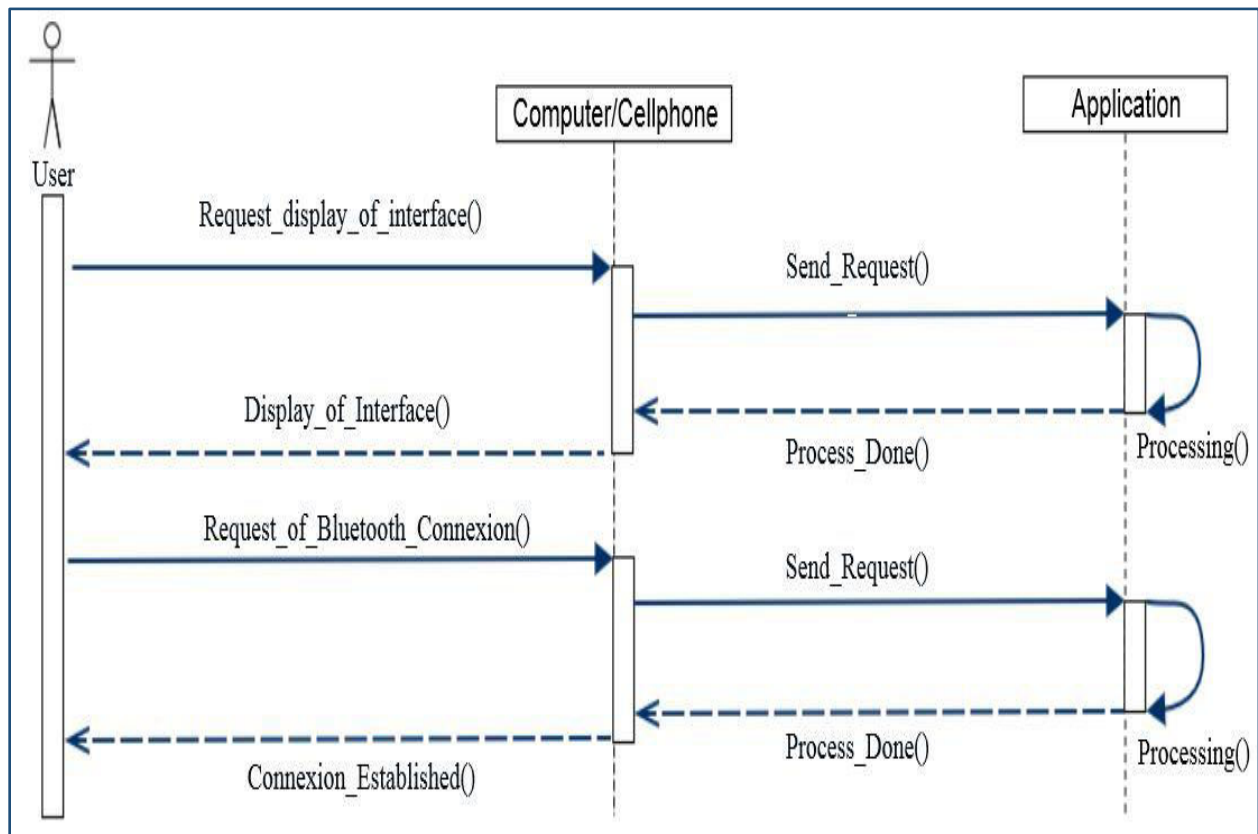 Computer/Cellphone
Application
User
Request_display_of_interface()
Send_Request()
Display_of_Interface()
Process_Done()
Processing()
Request_of_Bluetooth_Connexion()
Send_Request()
Process_Done()
Processing()
Connexion_Established()